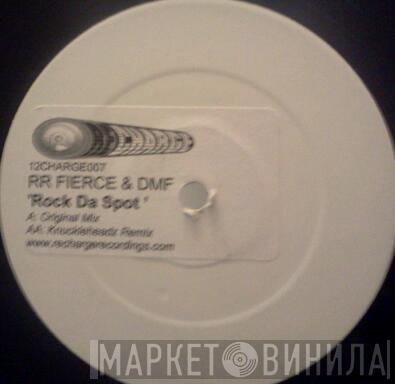 12CHARGE007
RR FIERCE & DMF
'Rock Da Spot '
A: Original Mix
AA: Knuckleheadz Remix
www.rechargerecordings.com
МАРКЕТ ВИНИЛА